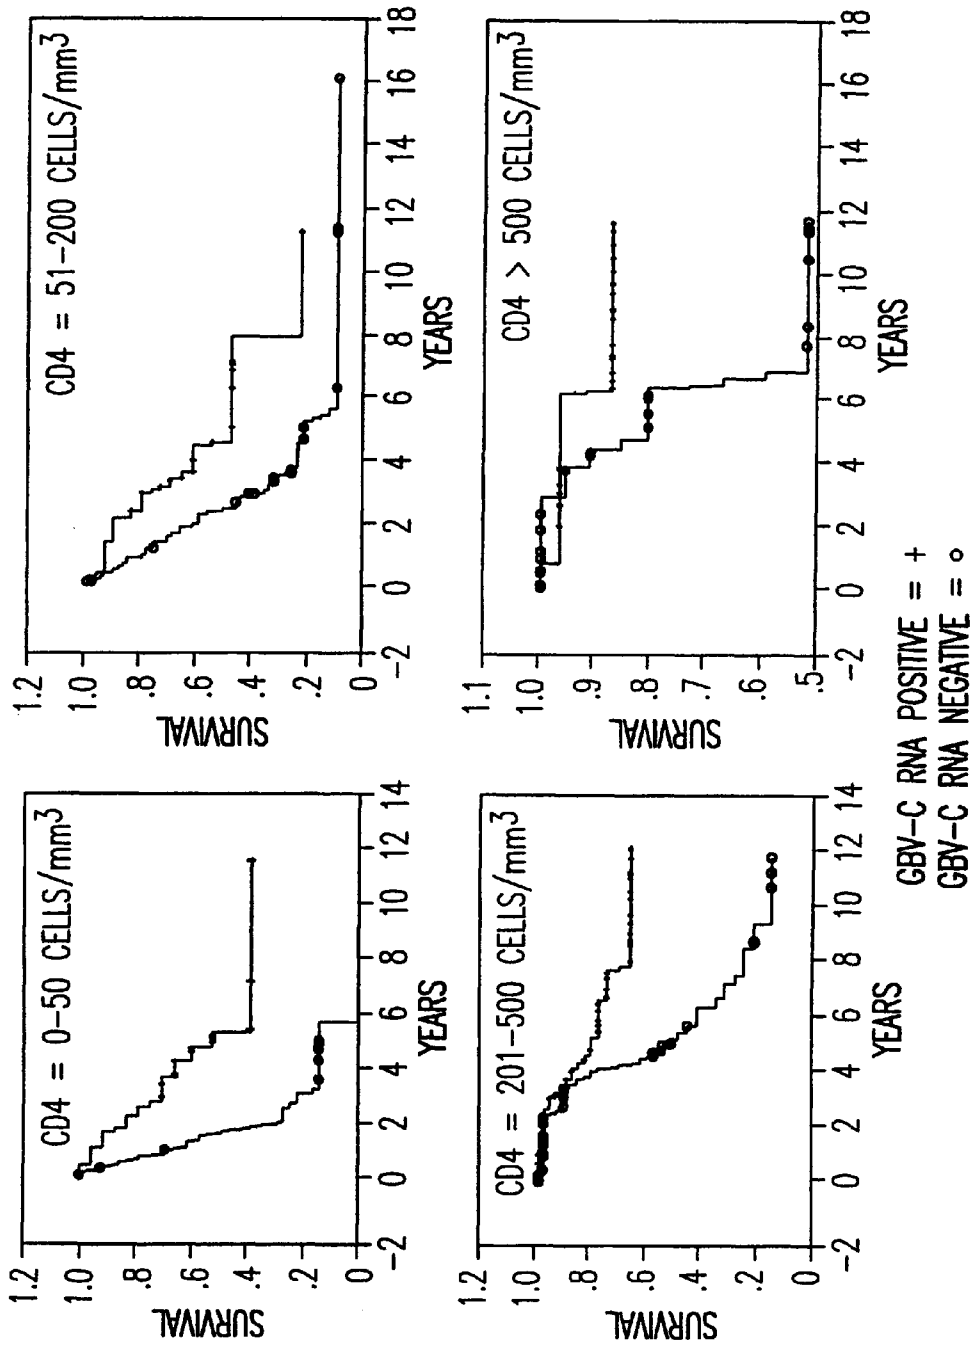 CD4 = 0-50 CELLS/mm3
SURVIVAL
1.2
1.0
.8
.6
.4
.2
0
-2 0 2 4 6 8 10 12 14
YEARS
CD4 = 51-200 CELLS/mm3
SURVIVAL
1.2
1.0
.8
.6
.4
.2
0
-2 0 2 4 6 8 10 12 14 16 18
YEARS
CD4 = 201-500 CELLS/mm3
SURVIVAL
1.2
1.0
.8
.6
.4
.2
0
-2 0 2 4 6 8 10 12 14
YEARS
CD4 > 500 CELLS/mm3
SURVIVAL
1.1
1.0
.9
.8
.7
.6
.5
-2 0 2 4 6 8 10 12 14 16 18
YEARS
GBV-C RNA POSITIVE = +
GBV-C RNA NEGATIVE = o